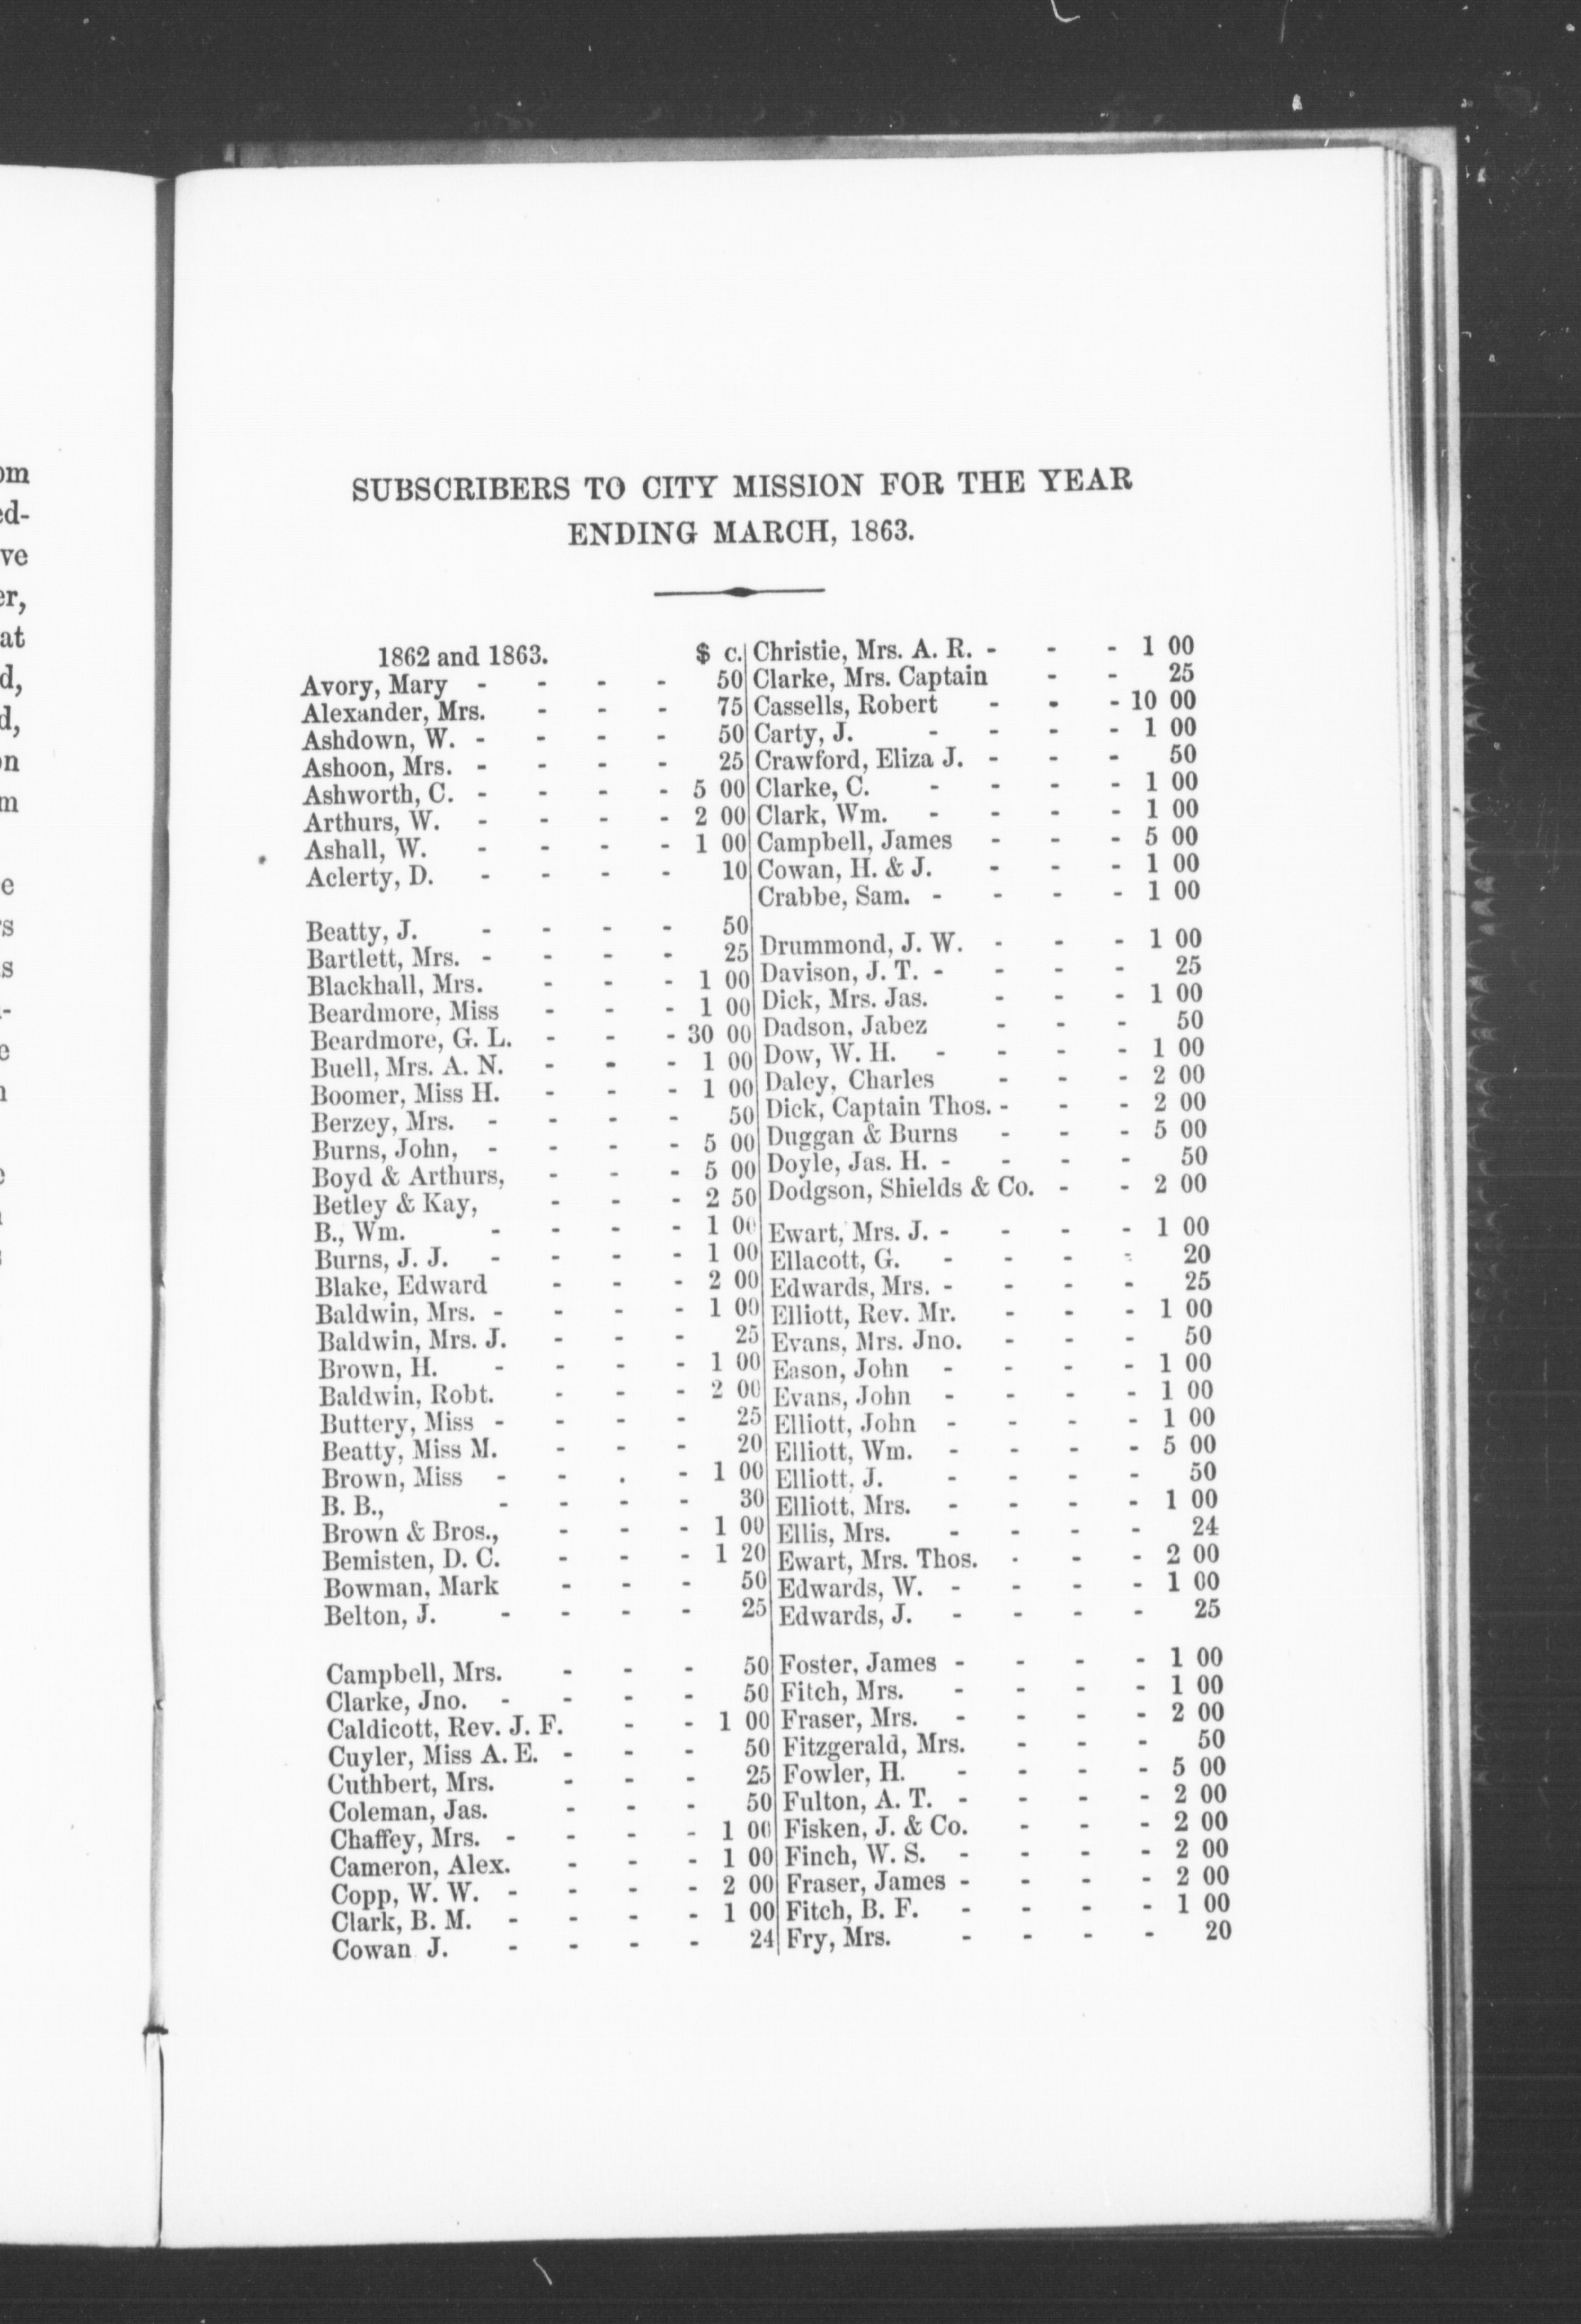 om
ed-
ve
er,
at
d,
d,
on
m
e
rs
s
-
e
SUBSCRIBERS TO CITY MISSION FOR THE YEAR
ENDING MARCH, 1863.
1862 and 1863. $ c.
Avory, Mary - - - - 50
Alexander, Mrs. - - - 75
Ashdown, W. - - - - 50
Ashoon, Mrs. - - - - 25
Ashworth, C. - - - - 5 00
Arthurs, W. - - - - 2 00
Ashall, W. - - - - 1 00
Aclerty, D. - - - - 10
Beatty, J. - - - - 50
Bartlett, Mrs. - - - - 25
Blackhall, Mrs. - - - 1 00
Beardmore, Miss - - - 1 00
Beardmore, G. L. - - - 30 00
Buell, Mrs. A. N. - - - 1 00
Boomer, Miss H. - - - 1 00
Berzey, Mrs. - - - - 50
Burns, John, - - - - 5 00
Boyd & Arthurs, - - - 5 00
Betley & Kay, - - - 2 50
B., Wm. - - - - 1 00
Burns, J. J. - - - - 1 00
Blake, Edward - - - 2 00
Baldwin, Mrs. - - - - 1 00
Baldwin, Mrs. J. - - - 25
Brown, H. - - - - 1 00
Baldwin, Robt. - - - 2 00
Buttery, Miss - - - - 25
Beatty, Miss M. - - - 20
Brown, Miss - - . - 1 00
B. B., - - - - 30
Brown & Bros., - - - 1 00
Bemisten, D. C. - - - 1 20
Bowman, Mark - - - 50
Belton, J. - - - - 25
Campbell, Mrs. - - - 50
Clarke, Jno. - - - - 50
Caldicott, Rev. J. F. - - 1 00
Cuyler, Miss A. E. - - - 50
Cuthbert, Mrs. - - - 25
Coleman, Jas. - - - 50
Chaffey, Mrs. - - - - 1 00
Cameron, Alex. - - - 1 00
Copp, W. W. - - - - 2 00
Clark, B. M. - - - - 1 00
Cowan J. - - - - 24
Christie, Mrs. A. R. - - - 1 00
Clarke, Mrs. Captain - - 25
Cassells, Robert - - - 10 00
Carty, J. - - - - 1 00
Crawford, Eliza J. - - - 50
Clarke, C. - - - - 1 00
Clark, Wm. - - - - 1 00
Campbell, James - - - 5 00
Cowan, H. & J. - - - 1 00
Crabbe, Sam. - - - - 1 00
Drummond, J. W. - - - 1 00
Davison, J. T. - - - - 25
Dick, Mrs. Jas. - - - 1 00
Dadson, Jabez - - - 50
Dow, W. H. - - - - 1 00
Daley, Charles - - - 2 00
Dick, Captain Thos. - - - 2 00
Duggan & Burns - - - 5 00
Doyle, Jas. H. - - - - 50
Dodgson, Shields & Co. - - 2 00
Ewart, Mrs. J. - - - - 1 00
Ellacott, G. - - - - 20
Edwards, Mrs. - - - - 25
Elliott, Rev. Mr. - - - 1 00
Evans, Mrs. Jno. - - - 50
Eason, John - - - - 1 00
Evans, John - - - - 1 00
Elliott, John - - - - 1 00
Elliott, Wm. - - - - 5 00
Elliott, J. - - - - 50
Elliott, Mrs. - - - - 1 00
Ellis, Mrs. - - - - 24
Ewart, Mrs. Thos. - - - 2 00
Edwards, W. - - - - 1 00
Edwards, J. - - - - 25
Foster, James - - - - 1 00
Fitch, Mrs. - - - - 1 00
Fraser, Mrs. - - - - 2 00
Fitzgerald, Mrs. - - - 50
Fowler, H. - - - - 5 00
Fulton, A. T. - - - - 2 00
Fisken, J. & Co. - - - 2 00
Finch, W. S. - - - - 2 00
Fraser, James - - - - 2 00
Fitch, B. F. - - - - 1 00
Fry, Mrs. - - - - 20